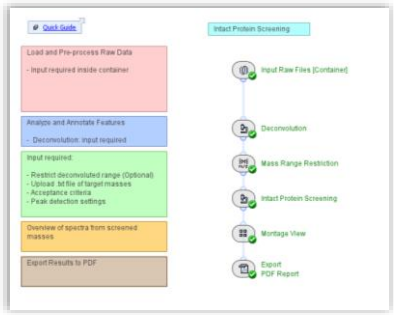 Quick Guide
Intact Protein Screening
Load and Pre-process Raw Data
- Input required inside container
Analyze and Annotate Features
- Deconvolution: input required
Input required:
- Restrict deconvoluted range (Optional)
- Upload .txt file of target masses
- Acceptance criteria
- Peak detection settings
Overview of spectra from screened
masses
Export Results to PDF
Input Raw Files [Container]
Deconvolution
Mass Range Restriction
Intact Protein Screening
Montage View
Export
PDF Report